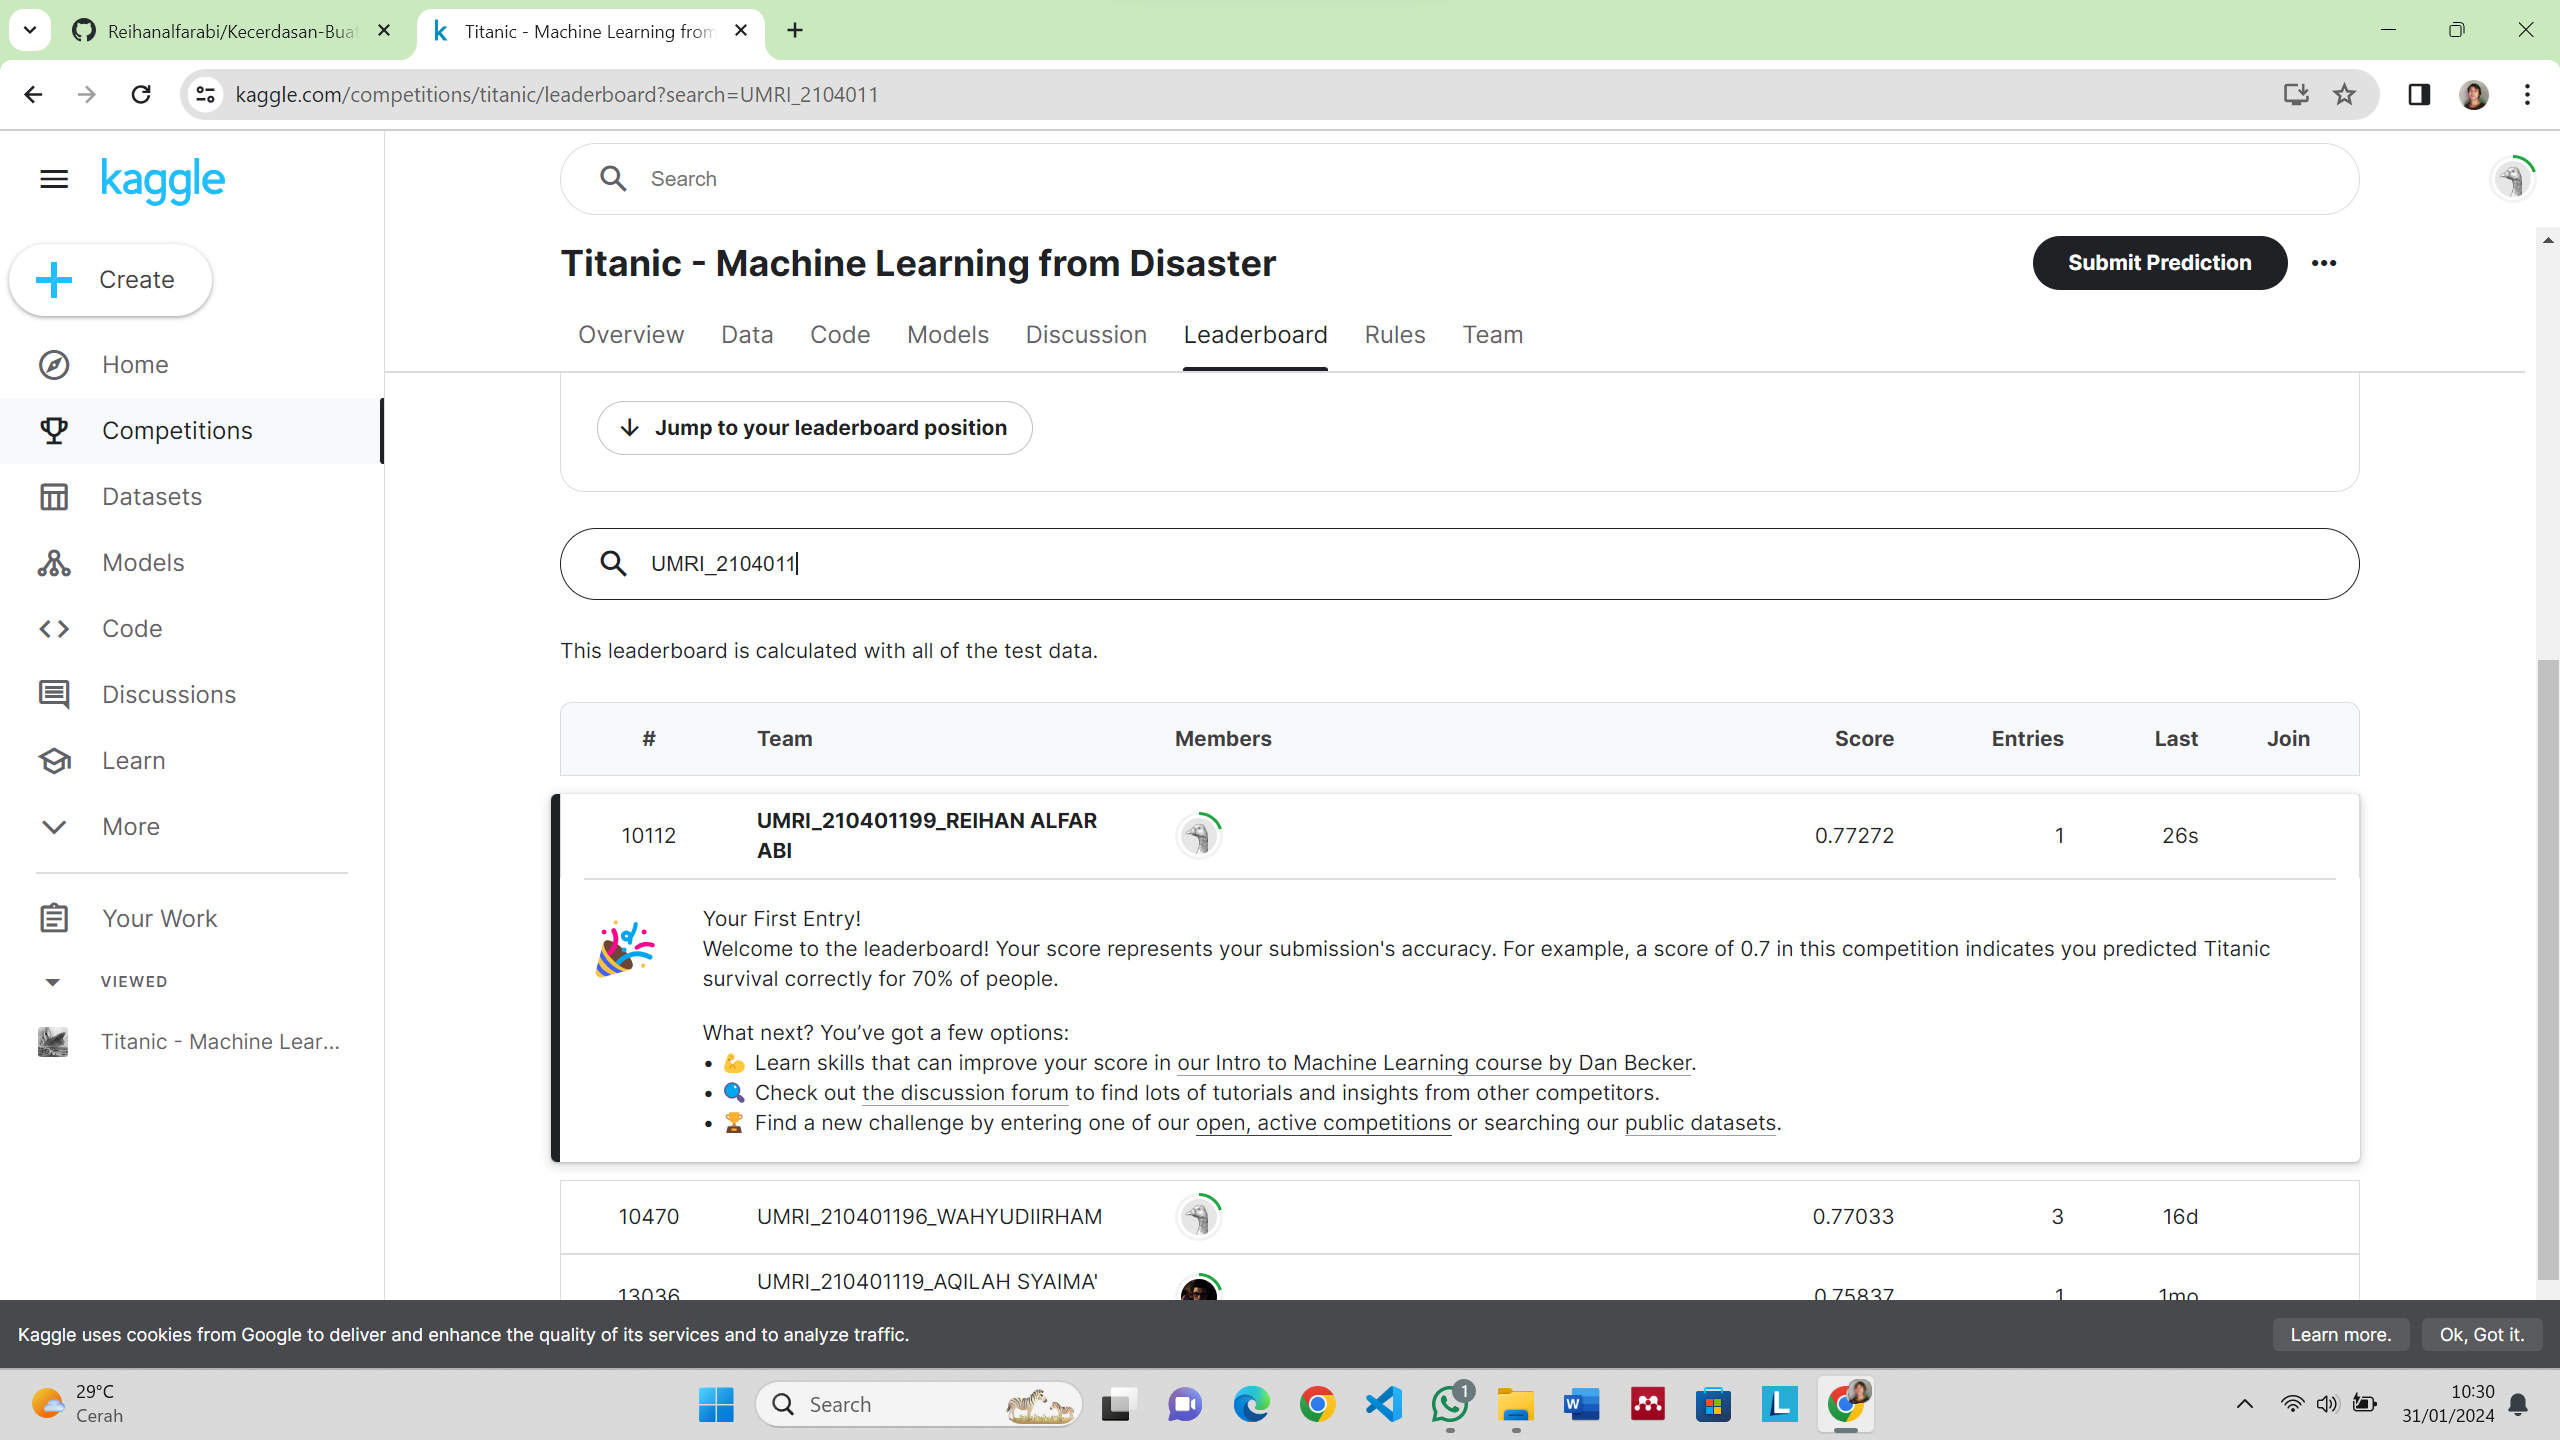 Reihanalfarabi/Kecerdasan-Buat
Titanic - Machine Learning from
kaggle.com/competitions/titanic/leaderboard?search=UMRI_2104011
kaggle
Search
Create
Titanic - Machine Learning from Disaster
Submit Prediction
Overview Data Code Models Discussion Leaderboard Rules Team
Home
Competitions
Datasets
Models
Code
Discussions
Learn
More
Your Work
VIEWED
Titanic - Machine Lear...
Jump to your leaderboard position
UMRI_2104011
This leaderboard is calculated with all of the test data.
# Team Members Score Entries Last Join
10112 UMRI_210401199_REIHAN ALFAR 0.77272 1 26s
ABI
Your First Entry!
Welcome to the leaderboard! Your score represents your submission's accuracy. For example, a score of 0.7 in this competition indicates you predicted Titanic
survival correctly for 70% of people.
What next? You’ve got a few options:
• 💪 Learn skills that can improve your score in our Intro to Machine Learning course by Dan Becker.
• 🔍 Check out the discussion forum to find lots of tutorials and insights from other competitors.
• 🏆 Find a new challenge by entering one of our open, active competitions or searching our public datasets.
10470 UMRI_210401196_WAHYUDIIRHAM 0.77033 3 16d
UMRI_210401119_AQILAH SYAIMA'
13036 0.75837 1 1mo
Kaggle uses cookies from Google to deliver and enhance the quality of its services and to analyze traffic.
Learn more. Ok, Got it.
29°C
Cerah
Search
1
10:30
31/01/2024